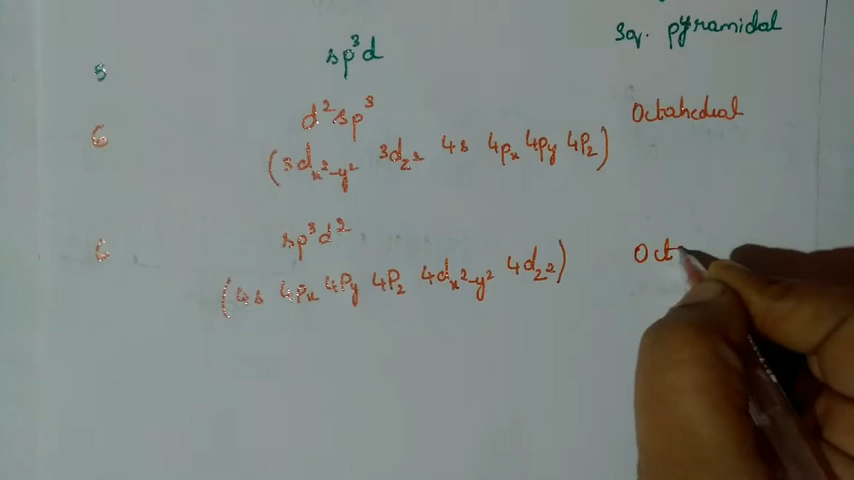 Sq. pyramidal
5 sp³d
6 d²sp³ Octahedral
(3dx²-y² 3dz² 4s 4px 4py 4pz)
6 sp³d² Oct
(4s 4px 4py 4pz 4dx²-y² 4dz²)